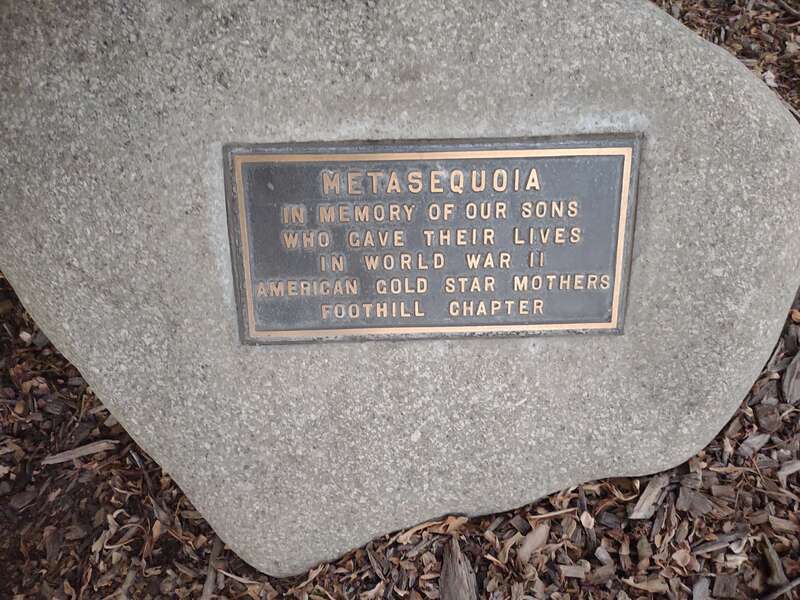 METASEQUOIA
IN MEMORY OF OUR SONS
WHO GAVE THEIR LIVES
IN WORLD WAR II
AMERICAN GOLD STAR MOTHERS
FOOTHILL CHAPTER